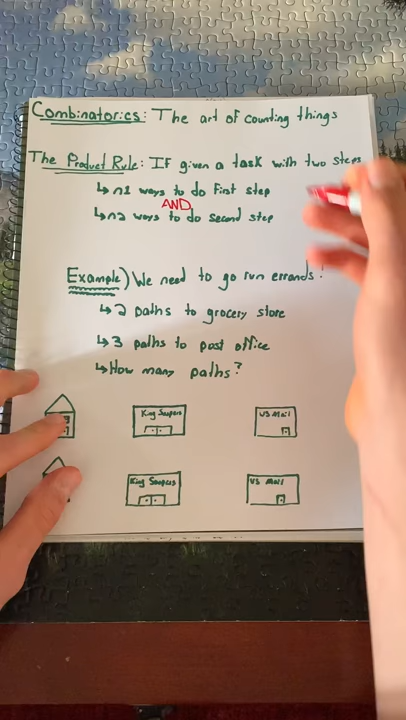 Combinatorics: The art of counting things
The Product Rule: IF given a task with two steps
↳ n1 ways to do first step
AND
↳ n2 ways to do second step
Example) We need to go run errands!
↳ 2 paths to grocery store
↳ 3 paths to post office
↳ How many paths?
King Soopers
US Mail
King Soopers
US Mail